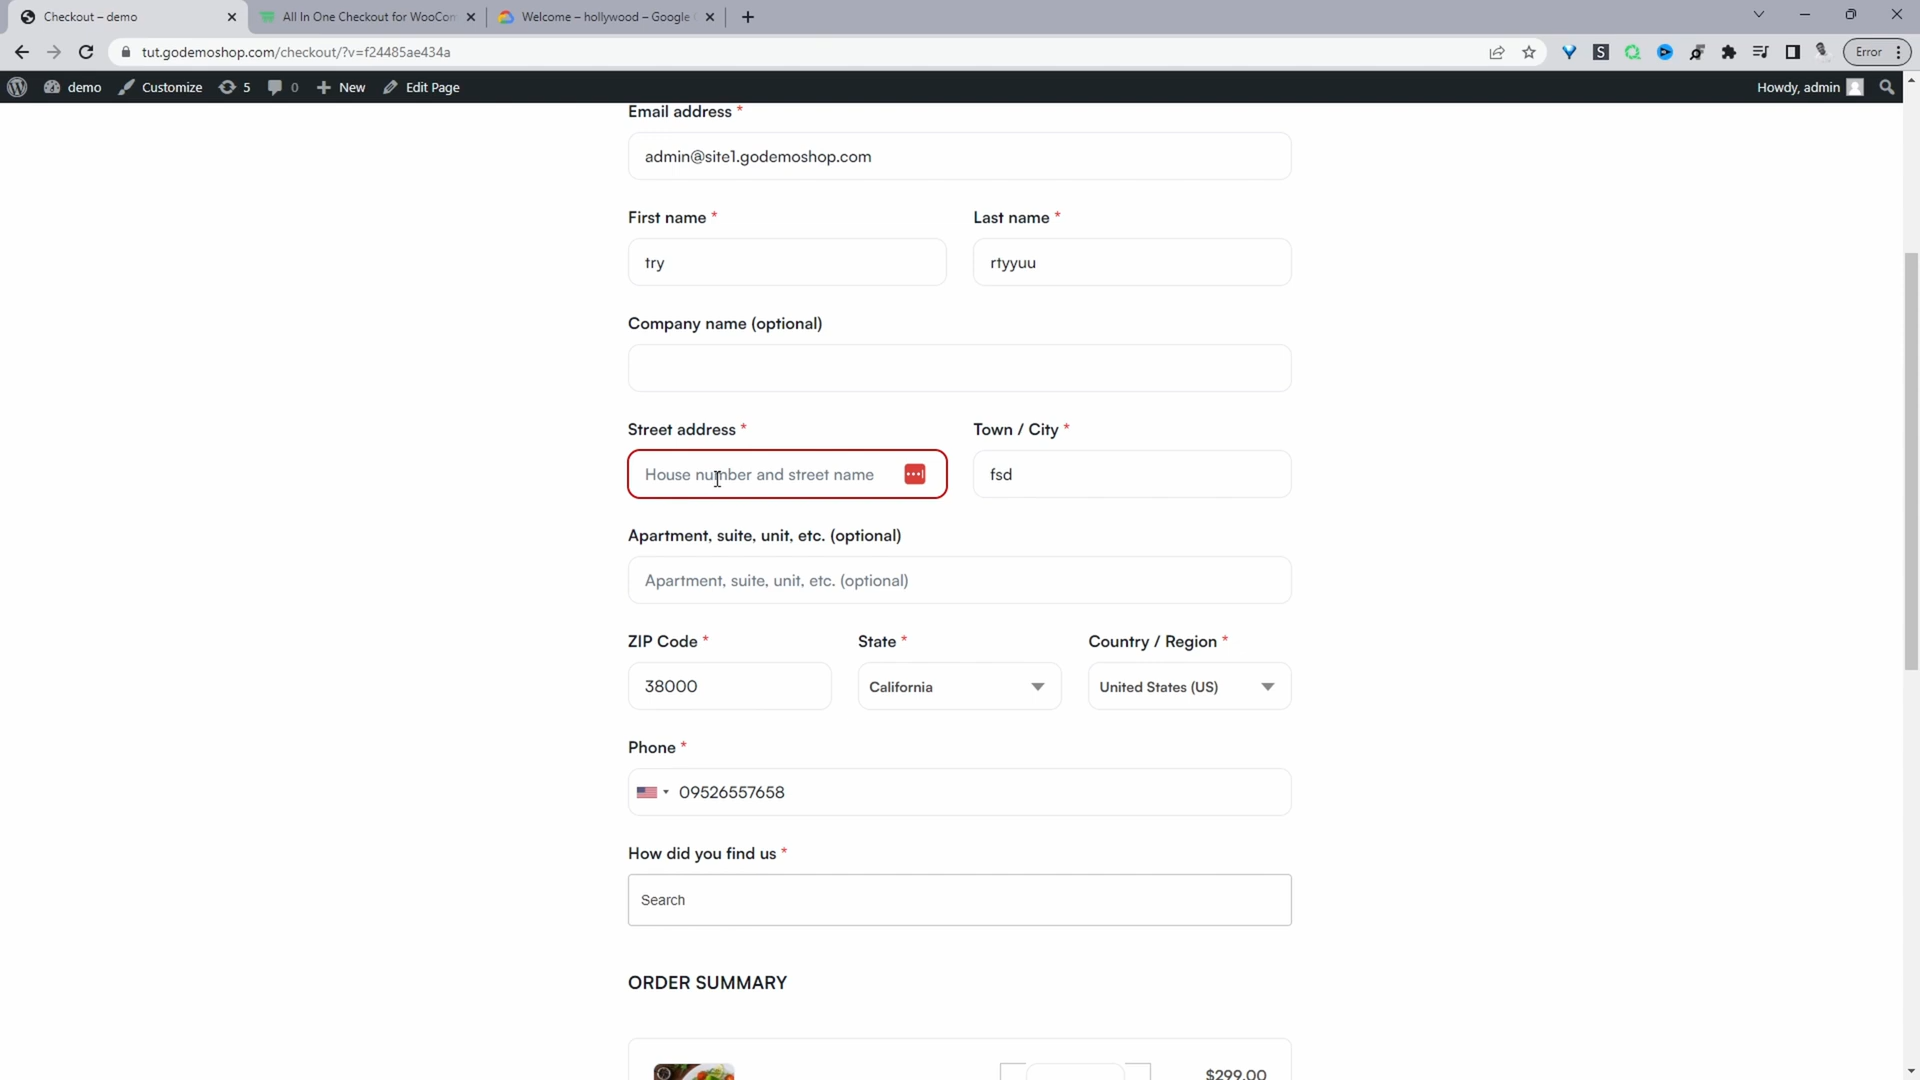 Checkout – demo
All In One Checkout for WooCom
Welcome – hollywood – Google
tut.godemoshop.com/checkout/?v=f24485ae434a
Error
demo
Customize
5
0
New
Edit Page
Howdy, admin
Email address *
admin@site1.godemoshop.com
First name *
Last name *
try
rtyyuu
Company name (optional)
Street address *
Town / City *
House number and street name
fsd
Apartment, suite, unit, etc. (optional)
Apartment, suite, unit, etc. (optional)
ZIP Code *
State *
Country / Region *
38000
California
United States (US)
Phone *
09526557658
How did you find us *
Search
ORDER SUMMARY
$299.00